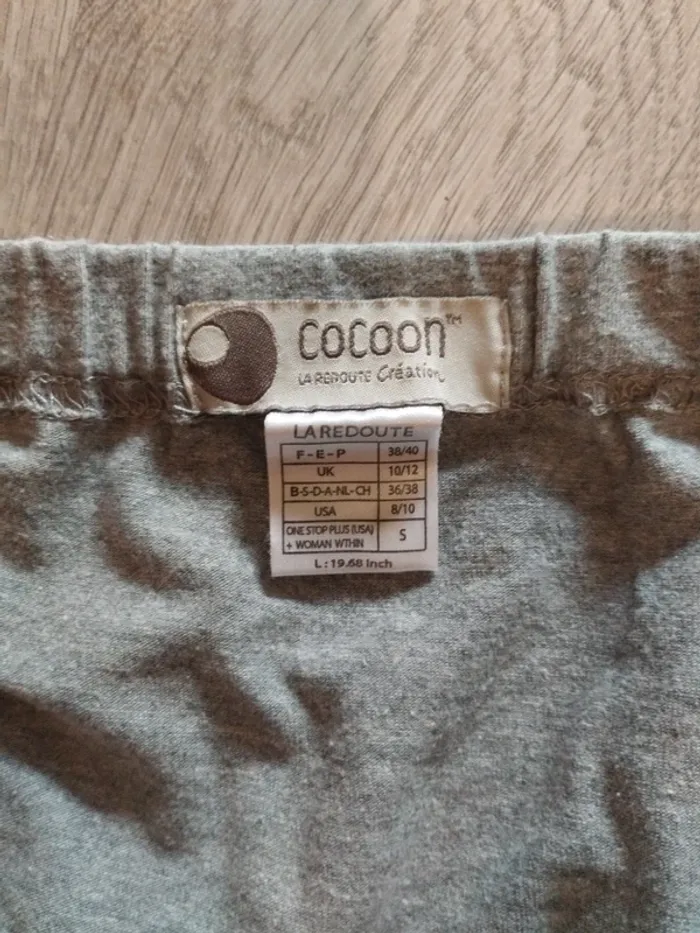 cocoon™
LA REDOUTE Création
LA REDOUTE
F-E-P 38/40
UK 10/12
B-S-D-A-NL-CH 36/38
USA 8/10
ONE STOP PLUS (USA) S
+ WOMAN WTHIN
L:19.68 Inch